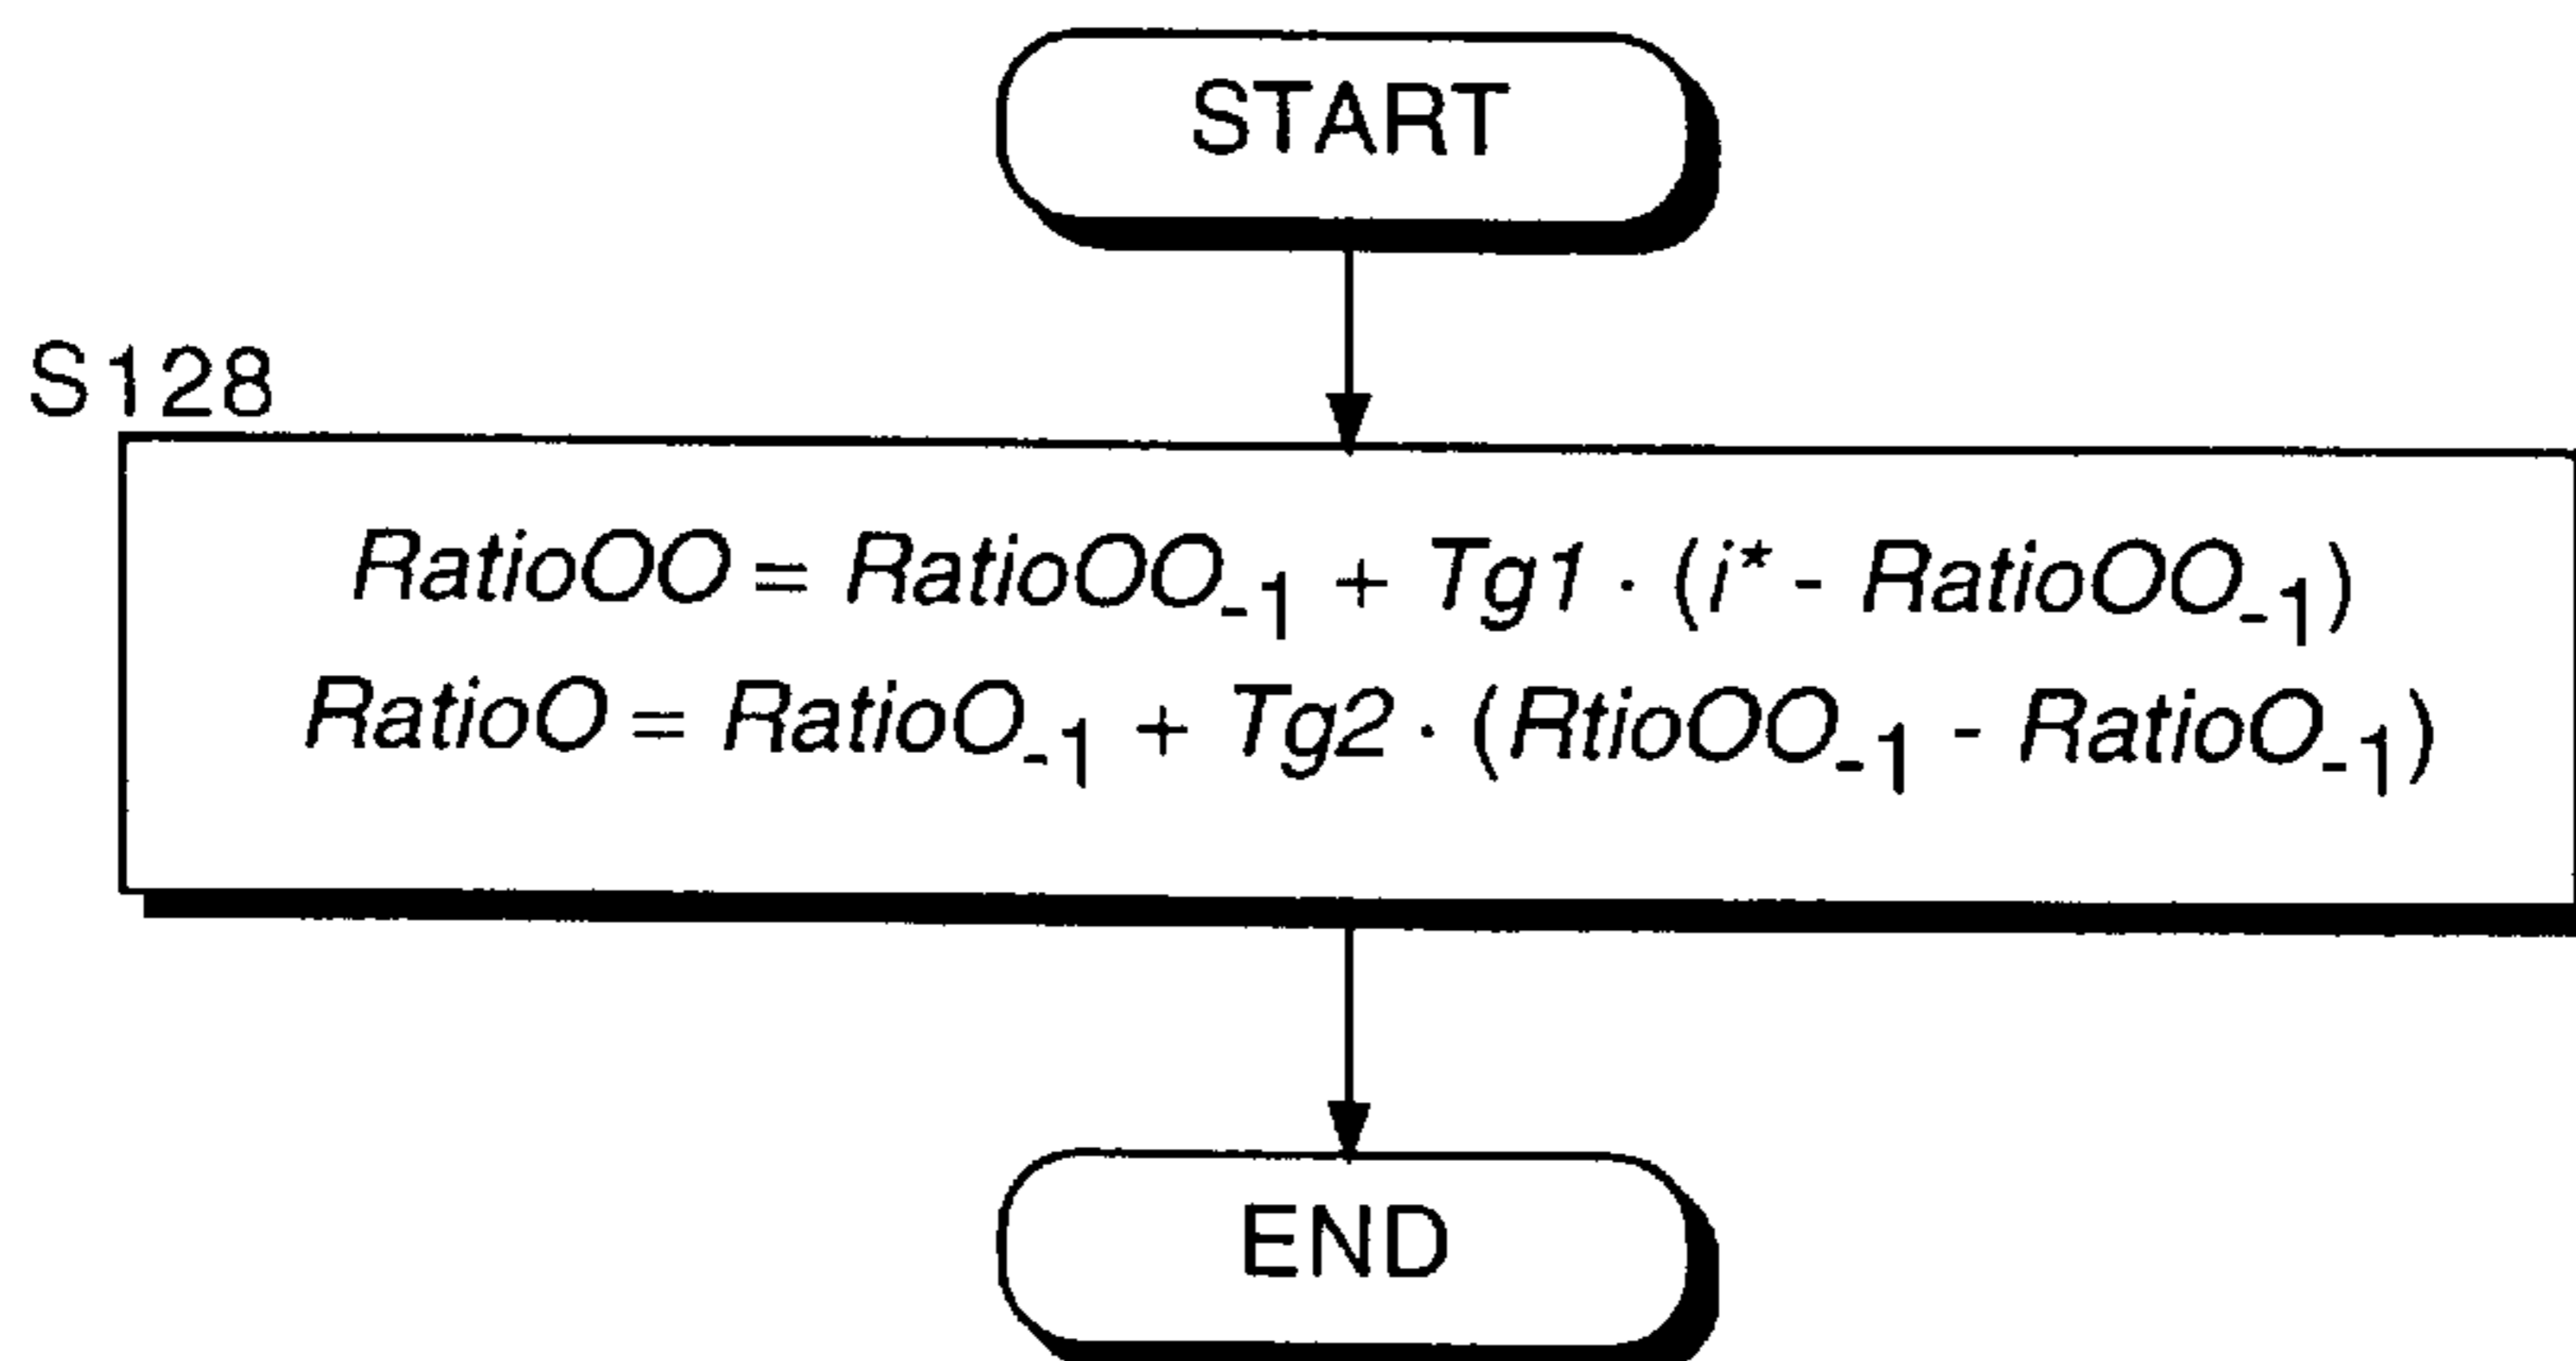 START
S128
RatioOO = RatioOO₋₁ + Tg1 · (i* - RatioOO₋₁)
RatioO = RatioO₋₁ + Tg2 · (RtioOO₋₁ - RatioO₋₁)
END